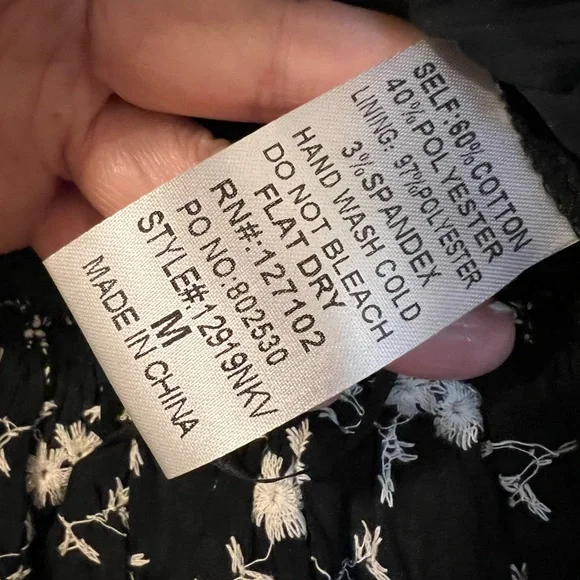 SELF:60%COTTON
40%POLYESTER
LINING: 97%POLYESTER
3%SPANDEX
HAND WASH COLD
DO NOT BLEACH
FLAT DRY
RN#:127102
PO NO:802530
STYLE#:12919NKV
M
MADE IN CHINA